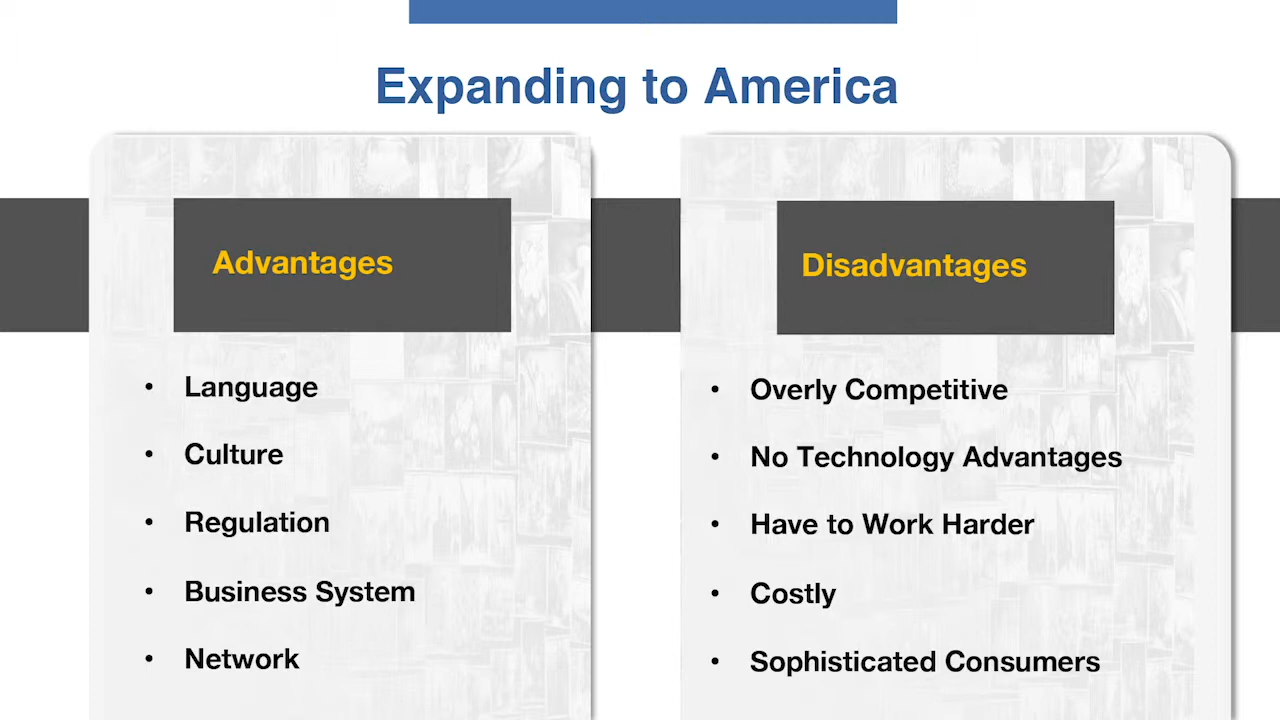 Expanding to America
Advantages
• Language
• Culture
• Regulation
• Business System
• Network
Disadvantages
• Overly Competitive
• No Technology Advantages
• Have to Work Harder
• Costly
• Sophisticated Consumers